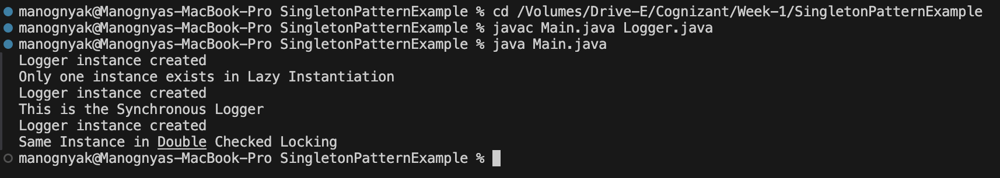 manognyak@Manognyas-MacBook-Pro SingletonPatternExample % cd /Volumes/Drive-E/Cognizant/Week-1/SingletonPatternExample
manognyak@Manognyas-MacBook-Pro SingletonPatternExample % javac Main.java Logger.java
manognyak@Manognyas-MacBook-Pro SingletonPatternExample % java Main.java
Logger instance created
Only one instance exists in Lazy Instantiation
Logger instance created
This is the Synchronous Logger
Logger instance created
Same Instance in Double Checked Locking
manognyak@Manognyas-MacBook-Pro SingletonPatternExample %